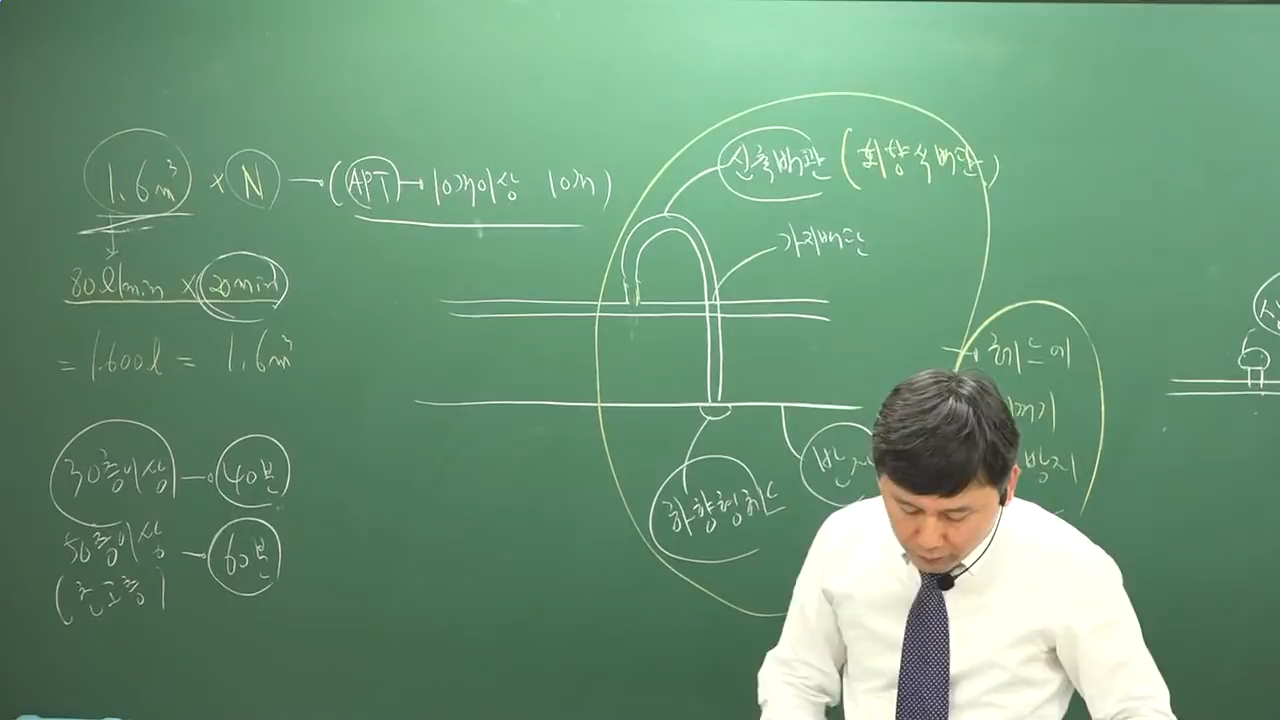 1.6m³ × N → (APT → 10개이상 10개)
80ℓ/min × 20min
= 1.600ℓ = 1.6m³
30층이상 → 40분
50층이상 → 60분
(초고층)
신축배관 (회향식배관)
가지배관
하향형헤드
반자
→ 헤드에
방지